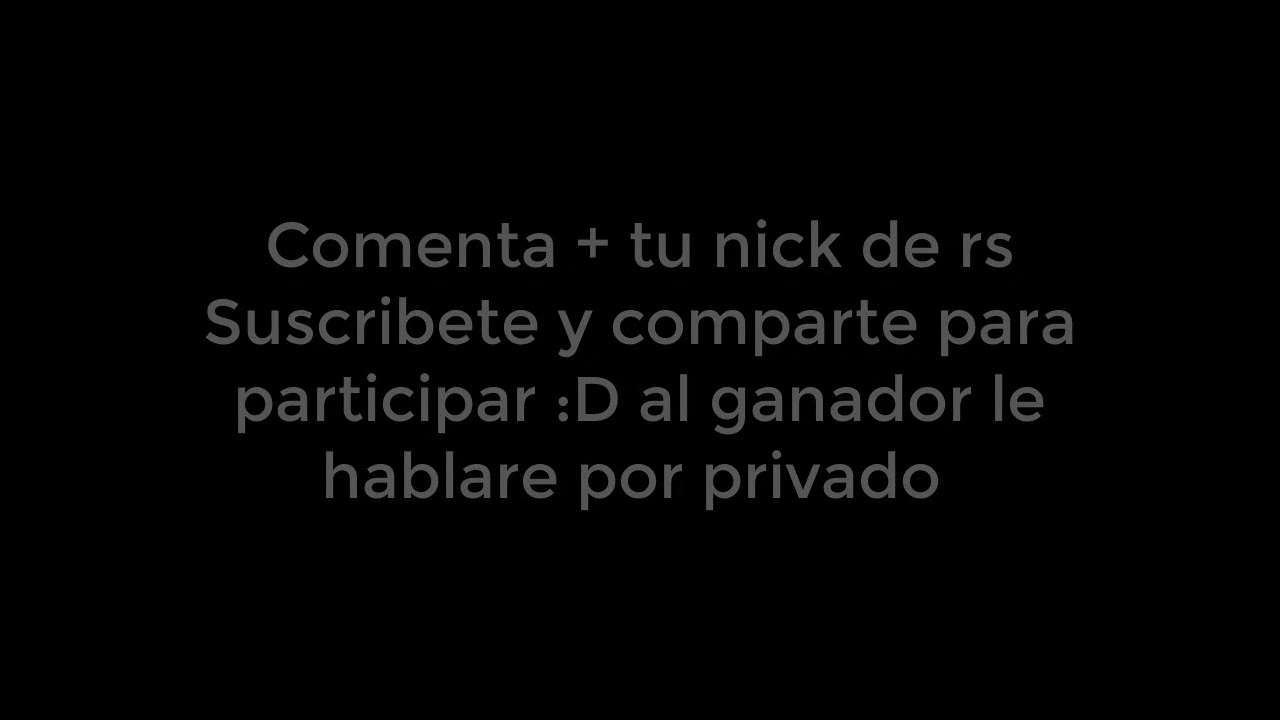 Comenta + tu nick de rs
Suscribete y comparte para
participar :D al ganador le
hablare por privado